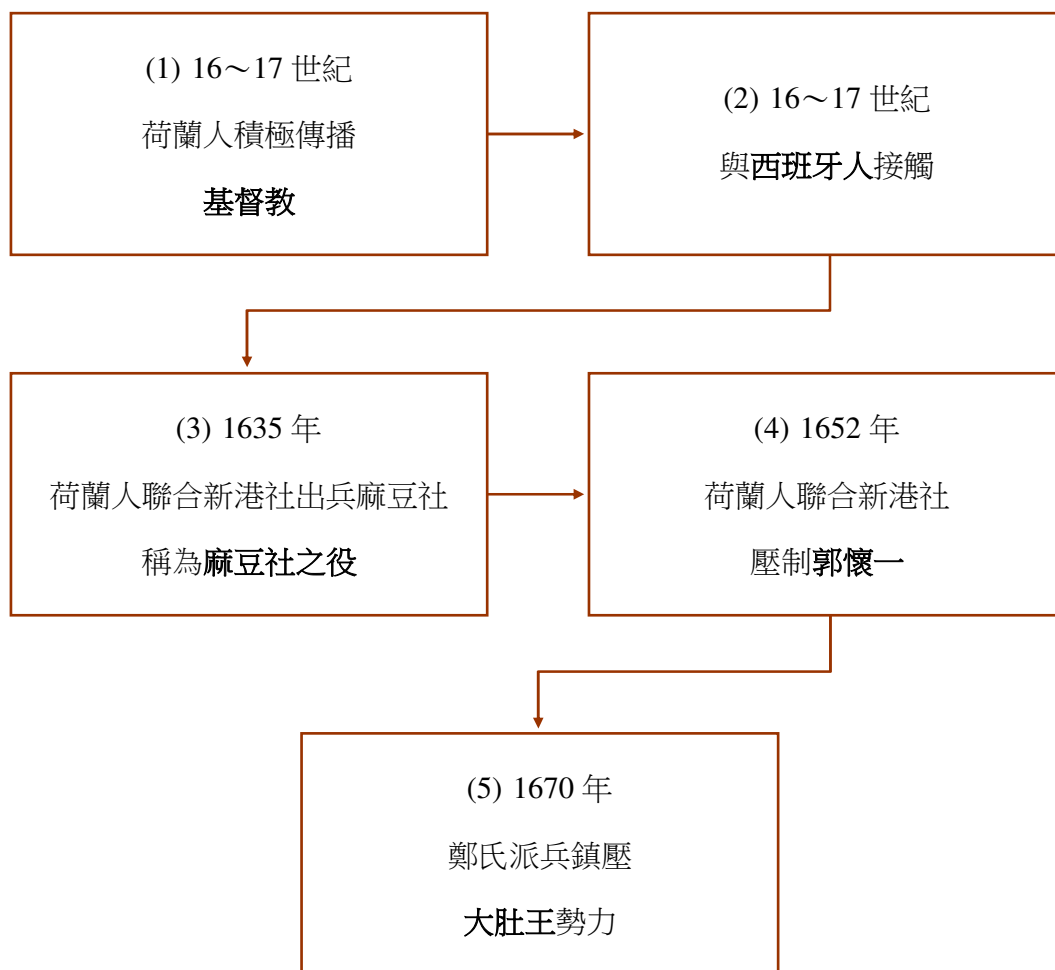 (1) 16～17 世紀
荷蘭人積極傳播
基督教
(2) 16～17 世紀
與西班牙人接觸
(3) 1635 年
荷蘭人聯合新港社出兵麻豆社
稱為麻豆社之役
(4) 1652 年
荷蘭人聯合新港社
壓制郭懷一
(5) 1670 年
鄭氏派兵鎮壓
大肚王勢力